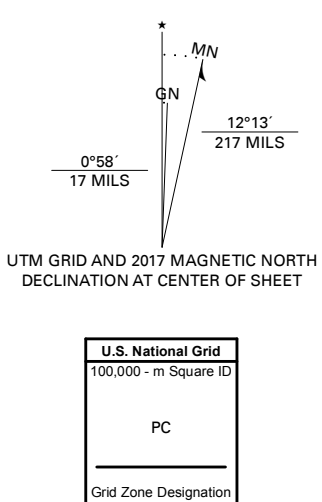 ★
MN
GN
12°13´
217 MILS
0°58´
17 MILS
UTM GRID AND 2017 MAGNETIC NORTH
DECLINATION AT CENTER OF SHEET
U.S. National Grid
100,000 - m Square ID
PC
Grid Zone Designation